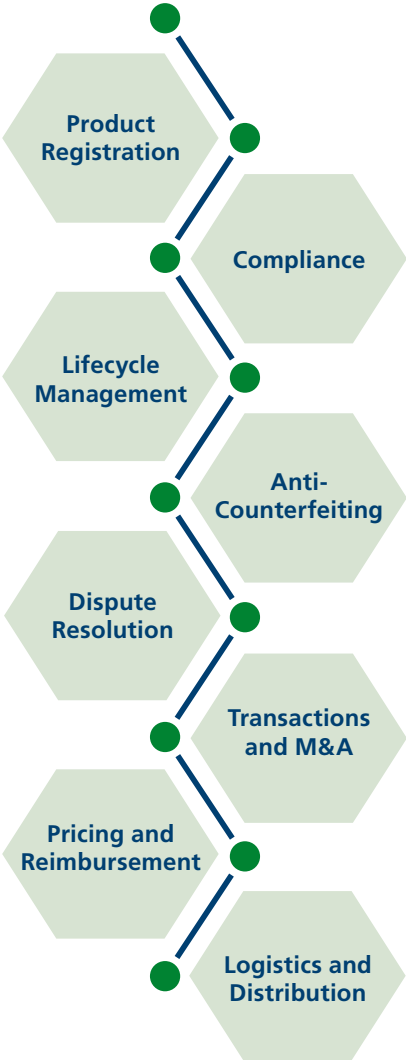 Product
Registration
Compliance
Lifecycle
Management
Anti-
Counterfeiting
Dispute
Resolution
Transactions
and M&A
Pricing and
Reimbursement
Logistics and
Distribution